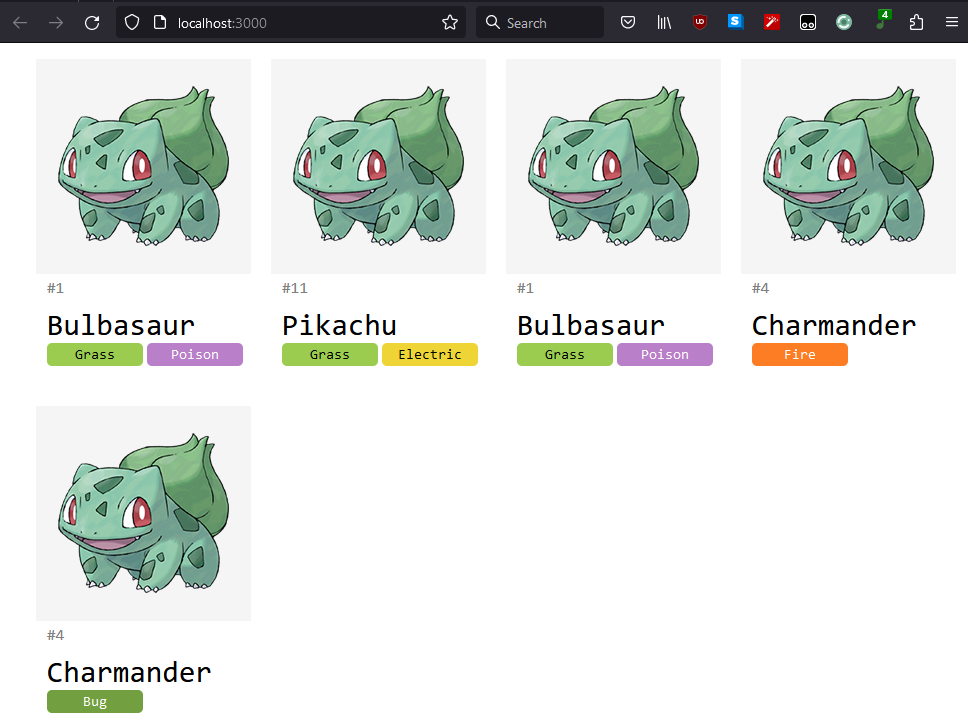 localhost:3000
Search
4
#1
Bulbasaur
Grass
Poison
#11
Pikachu
Grass
Electric
#1
Bulbasaur
Grass
Poison
#4
Charmander
Fire
#4
Charmander
Bug